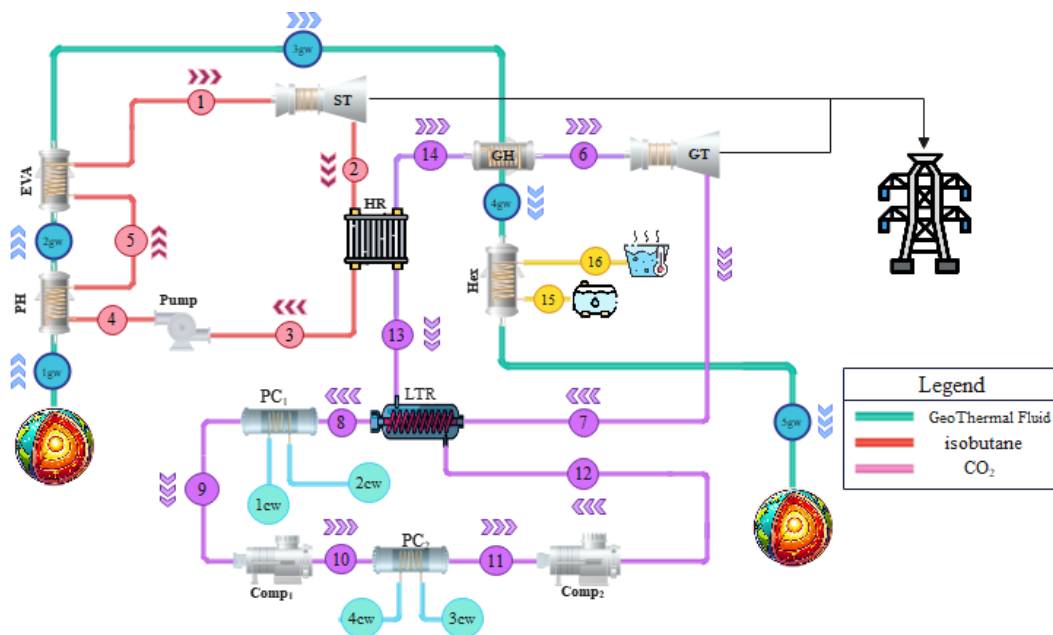 3gw
1
ST
14
GH
6
GT
EVA
2
HR
4gw
2gw
5
16
Hex
15
PH
Pump
4
3
13
1gw
PC1
LTR
Legend
8
7
GeoThermal Fluid
5gw
isobutane
12
CO2
9
2cw
1cw
PC2
10
11
Comp1
Comp2
4cw
3cw